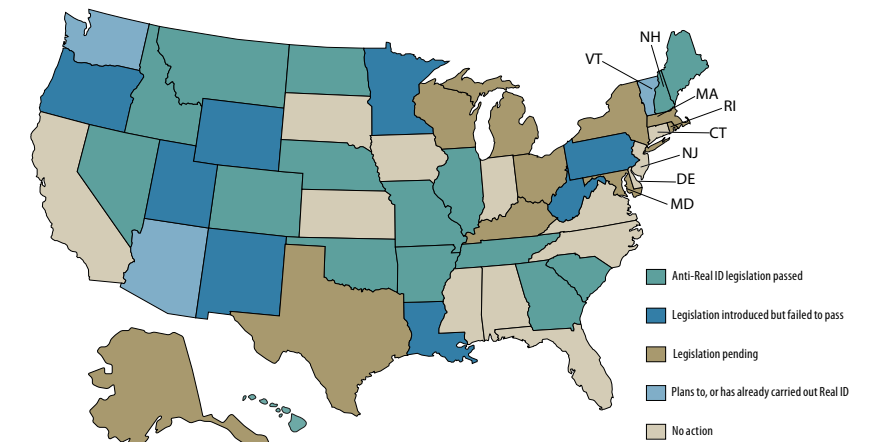 NH
VT
MA
RI
CT
NJ
DE
MD
Anti-Real ID legislation passed
Legislation introduced but failed to pass
Legislation pending
Plans to, or has already carried out Real ID
No action